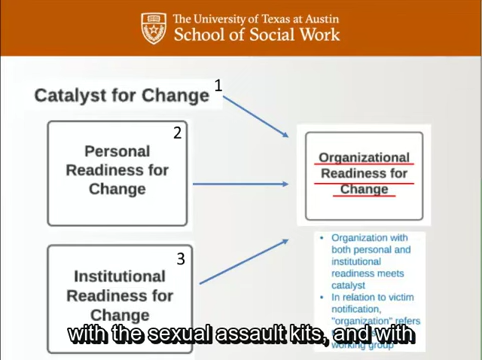 The University of Texas at Austin
School of Social Work
Catalyst for Change 1
2
Personal
Readiness for
Change
3
Institutional
Readiness for
Change
Organizational
Readiness for
Change
• Organization with
both personal and
institutional
readiness meets
catalyst
• In relation to victim
notification,
"organization" refers
working group
with the sexual assault kits, and with